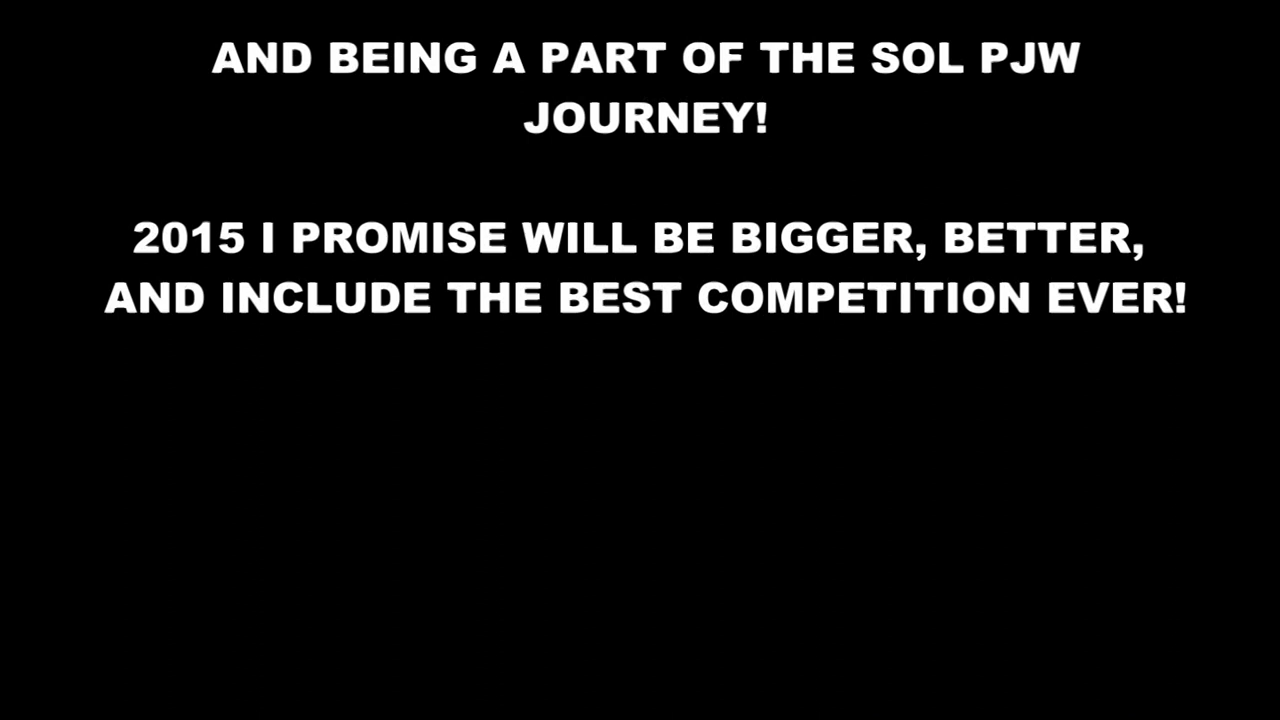 AND BEING A PART OF THE SOL PJW
JOURNEY!
2015 I PROMISE WILL BE BIGGER, BETTER,
AND INCLUDE THE BEST COMPETITION EVER!